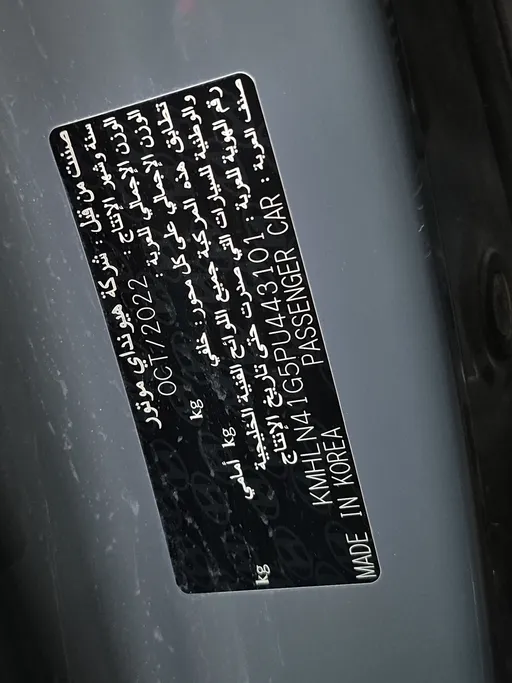 صنعت من قبل : شركة هيونداي موتور
سنة وشهر الإنتاج : OCT/2022
الوزن الإجمالي للعربة : kg
الوزن الإجمالي على كل محور: خلفي kg أمامي kg
تطابق هذه المركبة جميع اللوائح الفنية الخليجية
والوطنية للسيارات التي صدرت حتى تاريخ الإنتاج
رقم الهوية للعربة : KMHLN41G5PU443101
صنف العربة : PASSENGER CAR
MADE IN KOREA